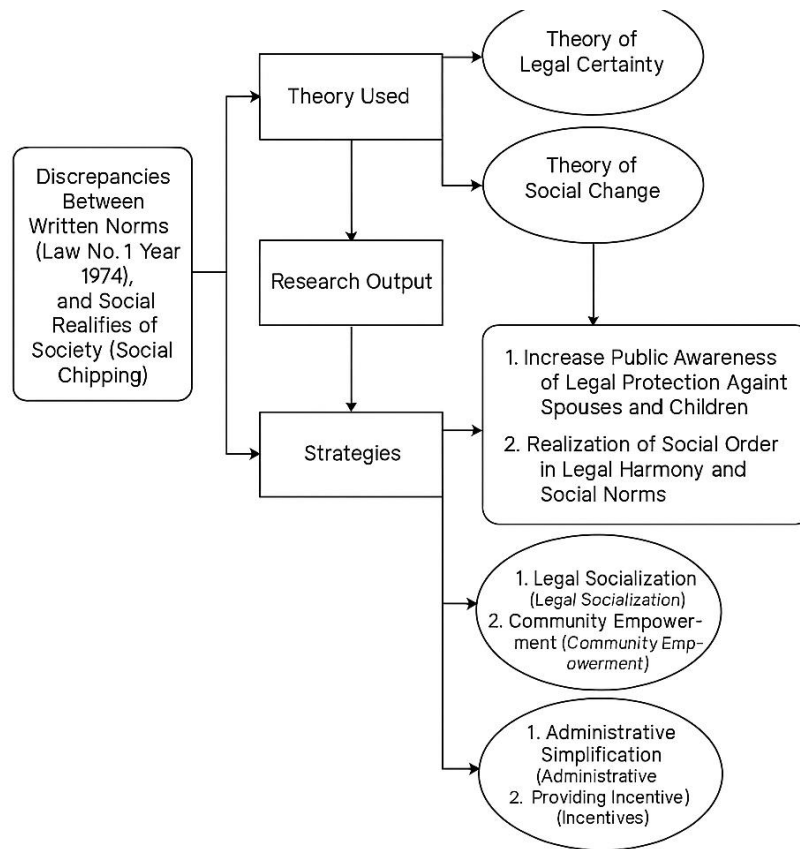 Theory of
Legal Certainty
Theory Used
Theory of
Social Change
Discrepancies
Between
Written Norms
(Law No. 1 Year
1974),
and Social
Realifies of
Society (Social
Chipping)
Research Output
1. Increase Public Awareness
of Legal Protection Againt
Spouses and Children
2. Realization of Social Order
in Legal Harmony and
Social Norms
Strategies
1. Legal Socialization
(Legal Socialization)
2. Community Empower-
ment (Community Emp-
owerment)
1. Administrative
Simplification
(Administrative
2. Providing Incentive)
(Incentives)